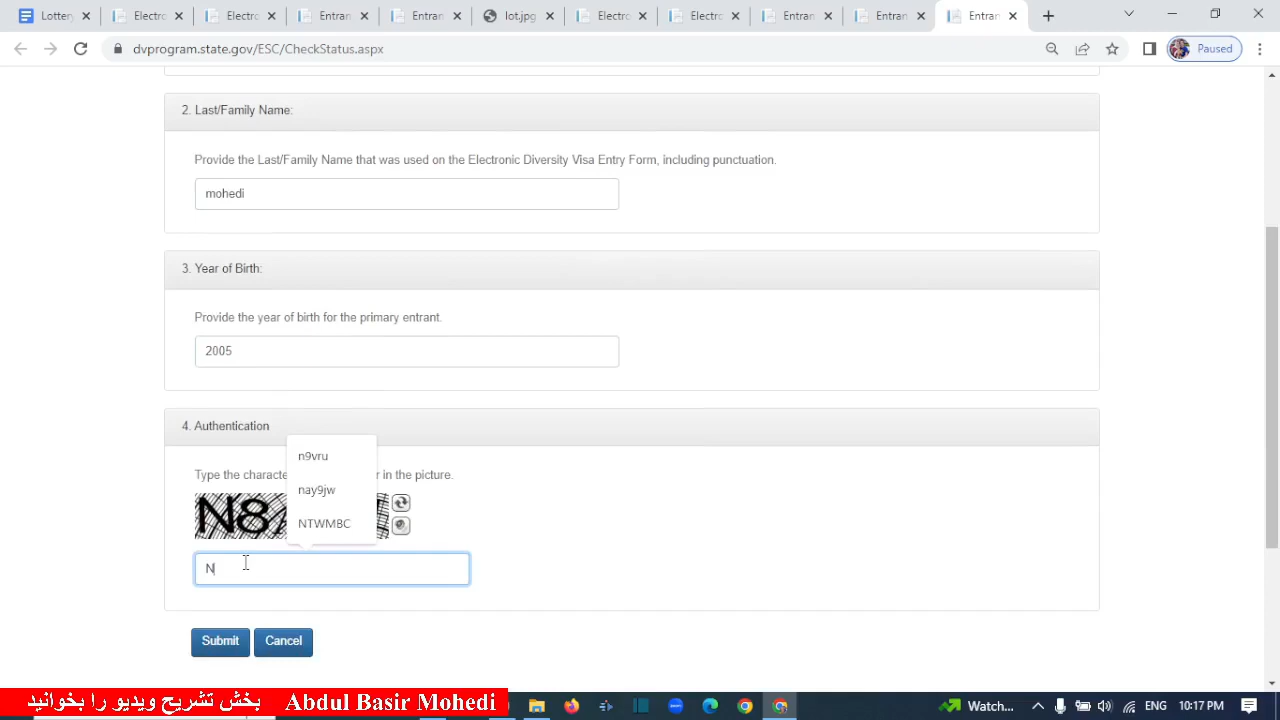 Lottery
Electro
Electro
Entran
Entran
lot.jpg
Electro
Electro
Entran
Entran
Entran
dvprogram.state.gov/ESC/CheckStatus.aspx
Paused
2. Last/Family Name:
Provide the Last/Family Name that was used on the Electronic Diversity Visa Entry Form, including punctuation.
mohedi
3. Year of Birth:
Provide the year of birth for the primary entrant.
2005
4. Authentication
n9vru
Type the characte r in the picture.
nay9jw
N8
NTWMBC
N
Submit
Cancel
بخش تشریح ویدیو را بخوانید Abdul Basir Mohedi
Watch...
ENG
10:17 PM